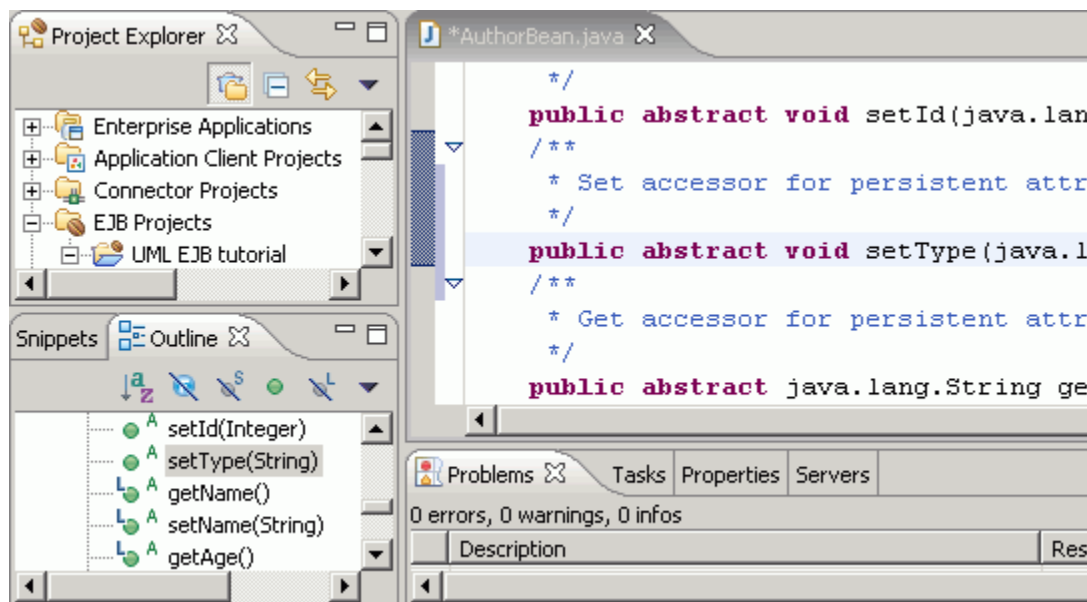 Project Explorer
Enterprise Applications
Application Client Projects
Connector Projects
EJB Projects
UML EJB tutorial
Snippets Outline
a z S L
A setId(Integer)
A setType(String)
L A getName()
L A setName(String)
L A getAge()
J *AuthorBean.java
*/
public abstract void setId(java.lan
/**
* Set accessor for persistent attr
*/
public abstract void setType(java.l
/**
* Get accessor for persistent attr
*/
public abstract java.lang.String ge
Problems Tasks Properties Servers
0 errors, 0 warnings, 0 infos
Description Res